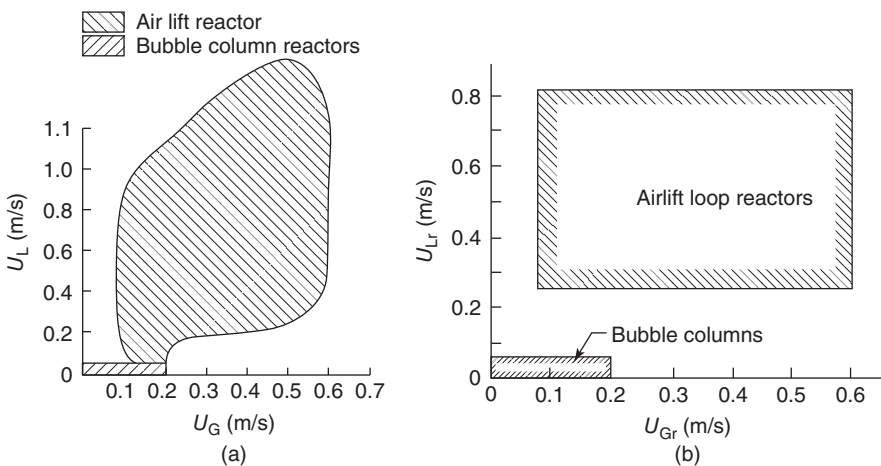 Air lift reactor
Bubble column reactors
1.1
1.0
0.8
0.6
0.4
0.2
0
U_L (m/s)
0.1 0.2 0.3 0.4 0.5 0.6 0.7
U_G (m/s)
(a)
0.8
0.6
0.4
0.2
0
U_Lr (m/s)
Airlift loop reactors
Bubble columns
0 0.1 0.2 0.3 0.4 0.5 0.6
U_Gr (m/s)
(b)